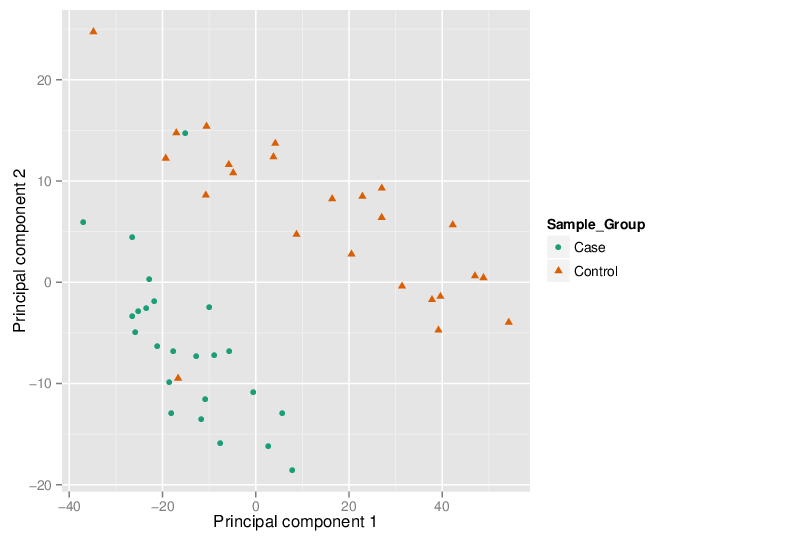 20
10
0
−10
−20
−40
−20
0
20
40
Principal component 1
Principal component 2
Sample_Group
Case
Control